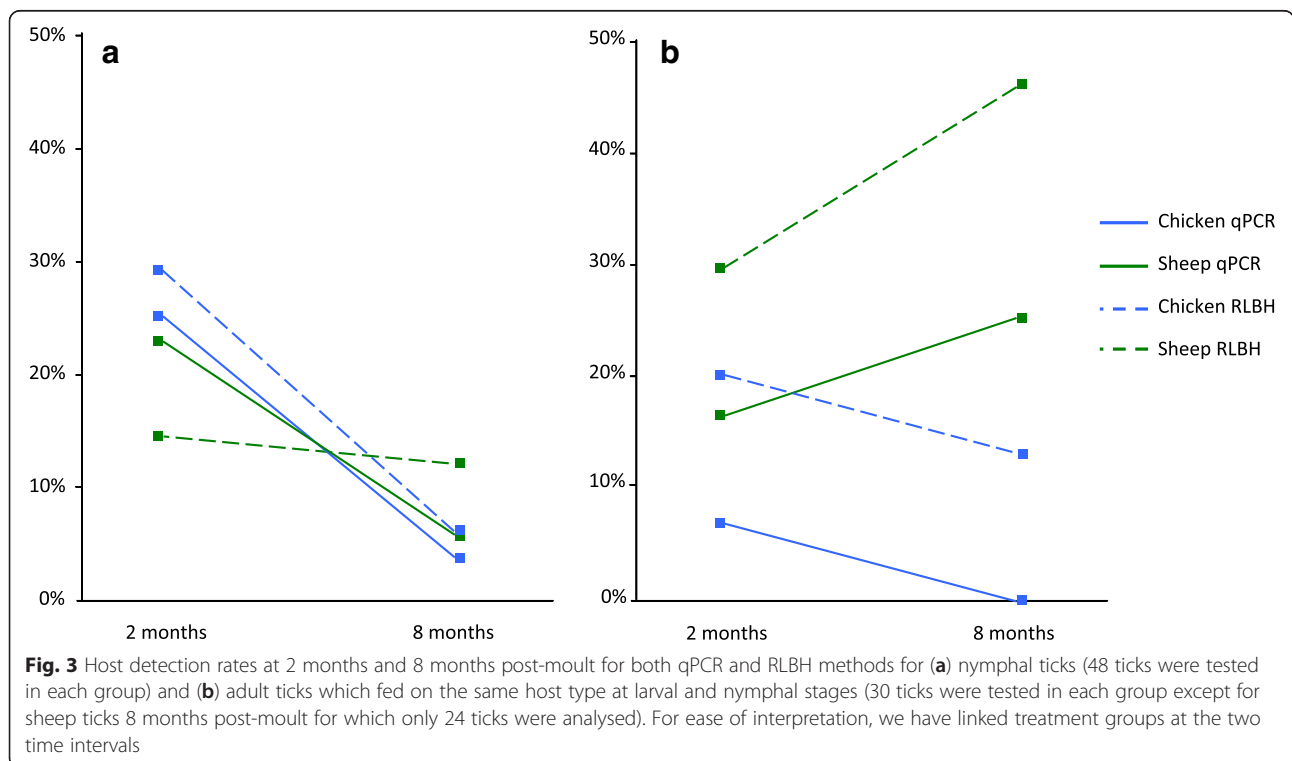 a
50%
40%
30%
20%
10%
0%
2 months
8 months
b
50%
40%
30%
20%
10%
0%
2 months
8 months
Chicken qPCR
Sheep qPCR
Chicken RLBH
Sheep RLBH
Fig. 3 Host detection rates at 2 months and 8 months post-moult for both qPCR and RLBH methods for (a) nymphal ticks (48 ticks were tested
in each group) and (b) adult ticks which fed on the same host type at larval and nymphal stages (30 ticks were tested in each group except for
sheep ticks 8 months post-moult for which only 24 ticks were analysed). For ease of interpretation, we have linked treatment groups at the two
time intervals